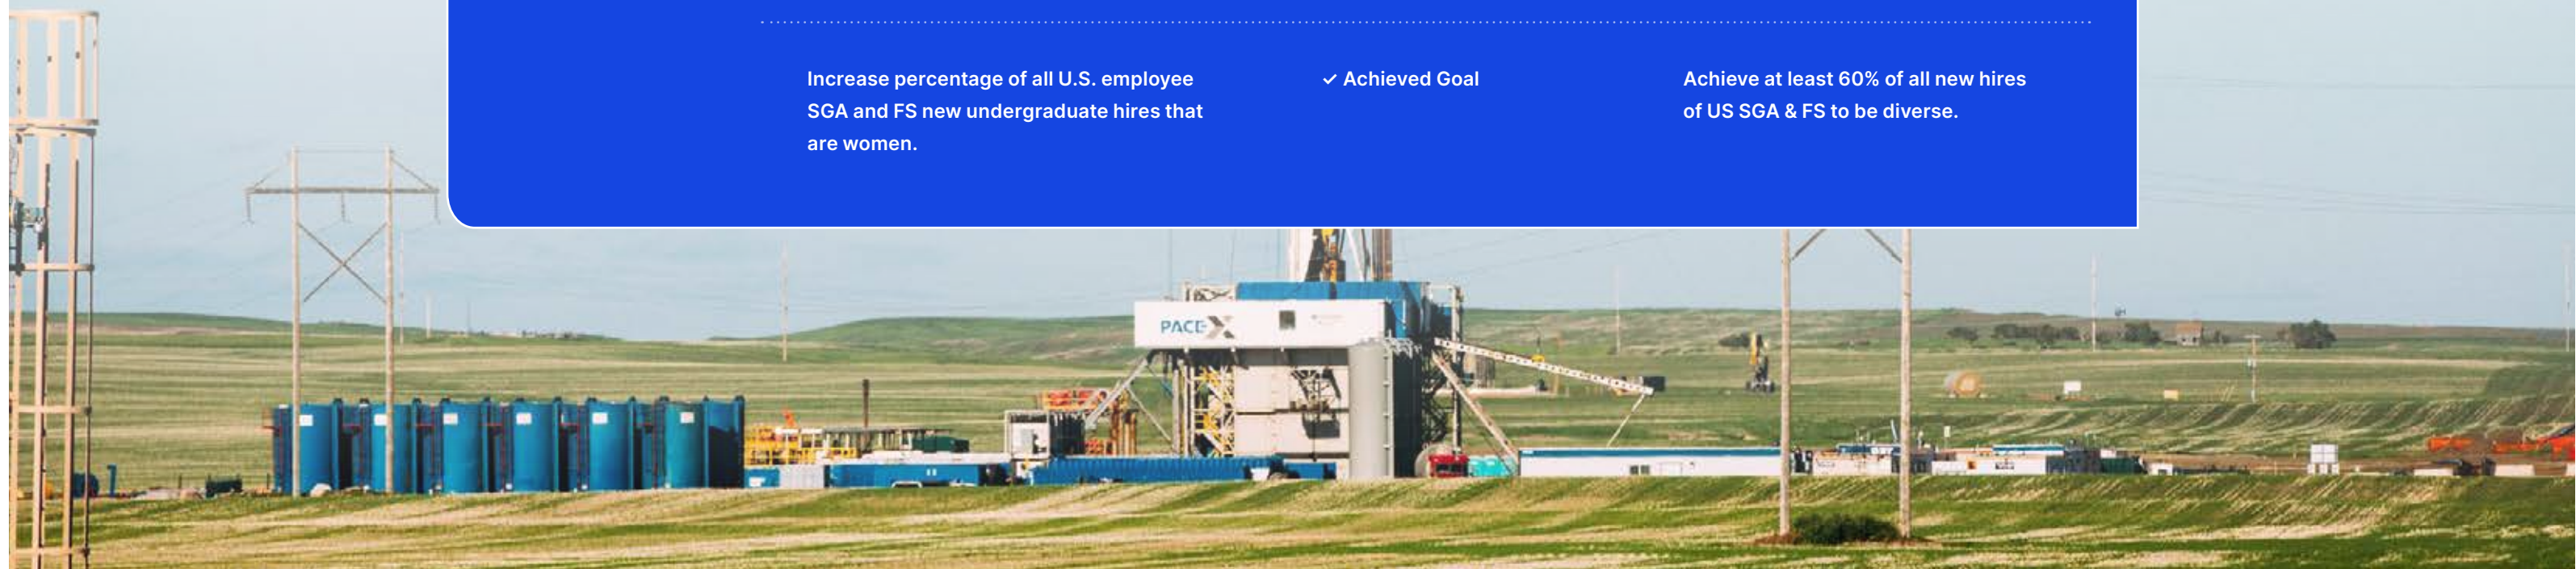 Increase percentage of all U.S. employee
SGA and FS new undergraduate hires that
are women.
✓ Achieved Goal
Achieve at least 60% of all new hires
of US SGA & FS to be diverse.
PACE-X